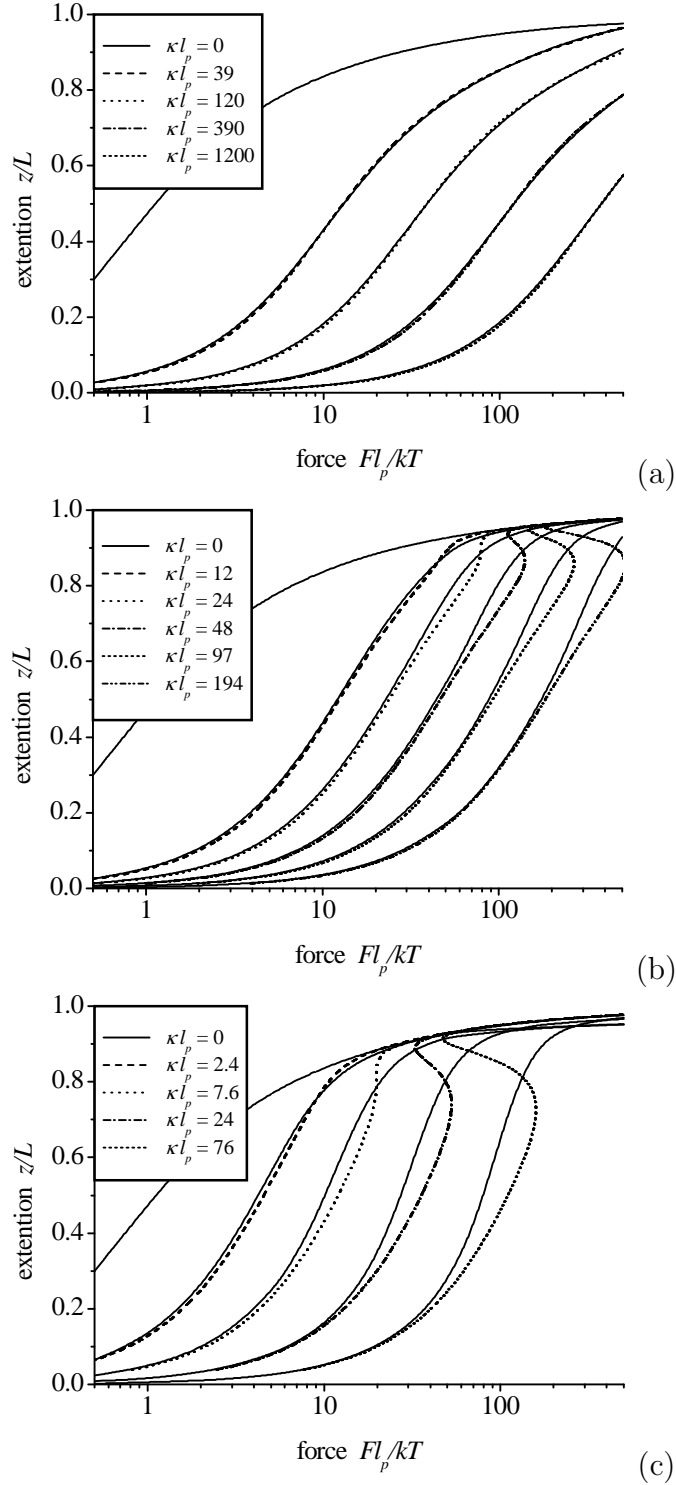 1.0
0.8
0.6
0.4
0.2
0.0
extention z/L
κl_p = 0
κl_p = 39
κl_p = 120
κl_p = 390
κl_p = 1200
1 10 100
force Fl_p/kT
(a)
1.0
0.8
0.6
0.4
0.2
0.0
extention z/L
κl_p = 0
κl_p = 12
κl_p = 24
κl_p = 48
κl_p = 97
κl_p = 194
1 10 100
force Fl_p/kT
(b)
1.0
0.8
0.6
0.4
0.2
0.0
extention z/L
κl_p = 0
κl_p = 2.4
κl_p = 7.6
κl_p = 24
κl_p = 76
1 10 100
force Fl_p/kT
(c)